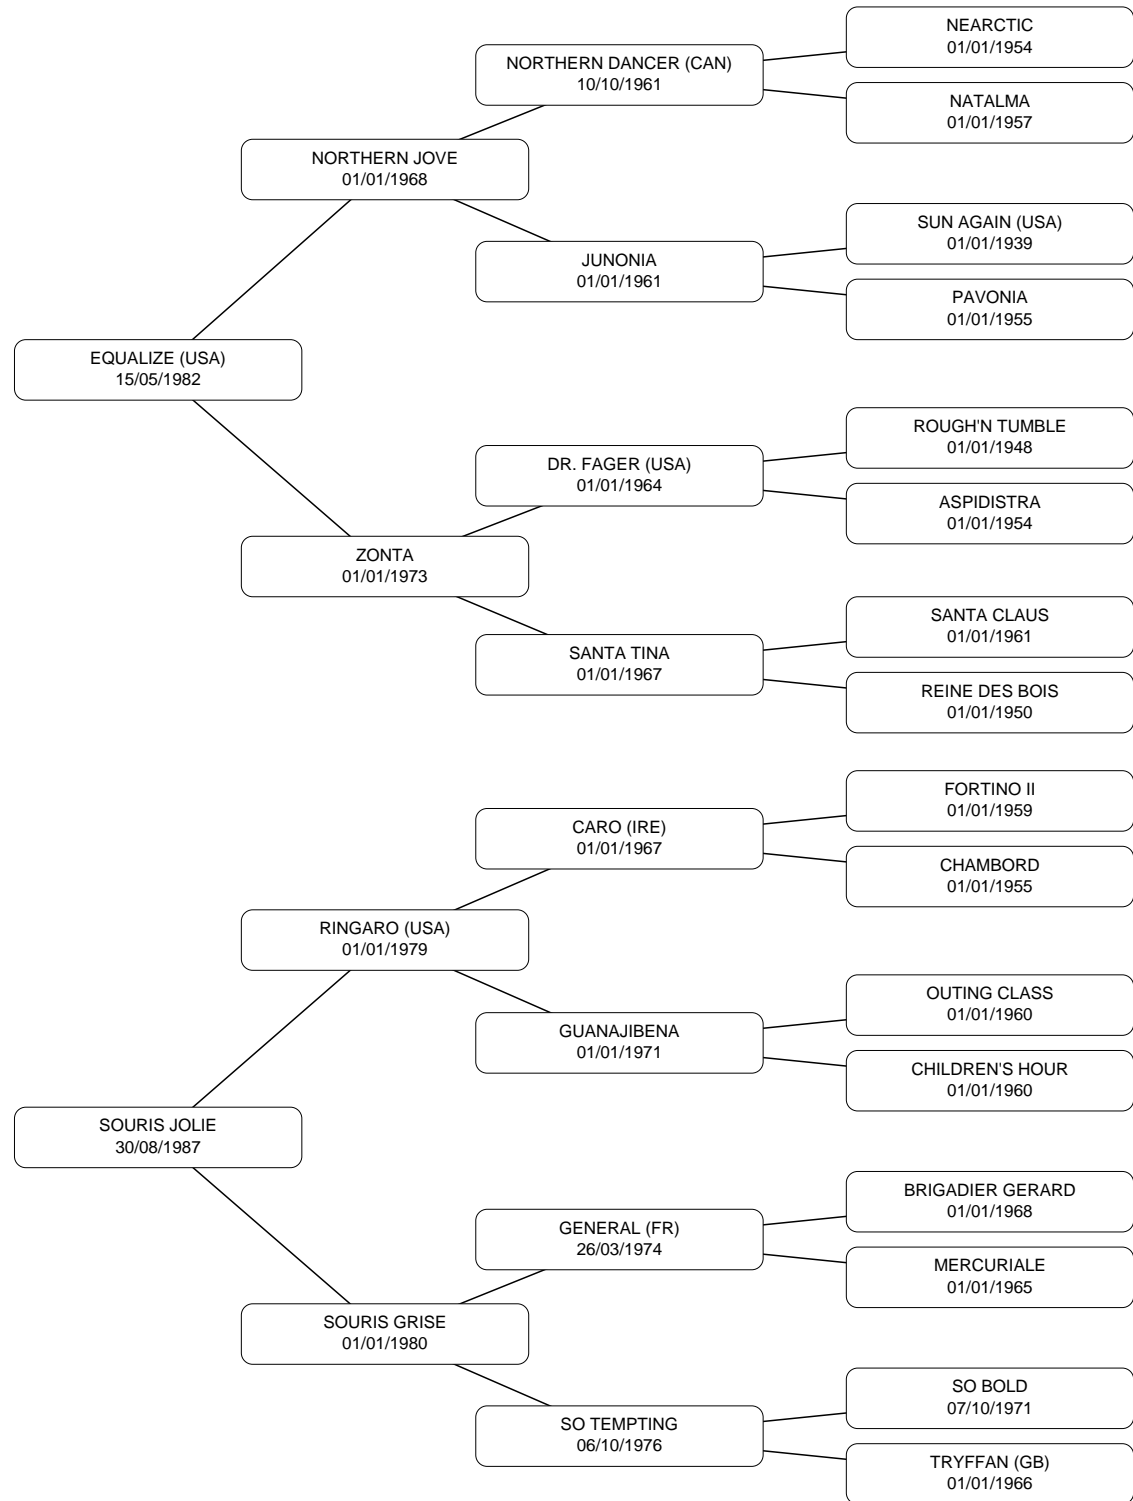 NEARCTIC
01/01/1954
NORTHERN DANCER (CAN)
10/10/1961
NATALMA
01/01/1957
NORTHERN JOVE
01/01/1968
SUN AGAIN (USA)
01/01/1939
JUNONIA
01/01/1961
PAVONIA
01/01/1955
EQUALIZE (USA)
15/05/1982
ROUGH'N TUMBLE
01/01/1948
DR. FAGER (USA)
01/01/1964
ASPIDISTRA
01/01/1954
ZONTA
01/01/1973
SANTA CLAUS
01/01/1961
SANTA TINA
01/01/1967
REINE DES BOIS
01/01/1950
FORTINO II
01/01/1959
CARO (IRE)
01/01/1967
CHAMBORD
01/01/1955
RINGARO (USA)
01/01/1979
OUTING CLASS
01/01/1960
GUANAJIBENA
01/01/1971
CHILDREN'S HOUR
01/01/1960
SOURIS JOLIE
30/08/1987
BRIGADIER GERARD
01/01/1968
GENERAL (FR)
26/03/1974
MERCURIALE
01/01/1965
SOURIS GRISE
01/01/1980
SO BOLD
07/10/1971
SO TEMPTING
06/10/1976
TRYFFAN (GB)
01/01/1966